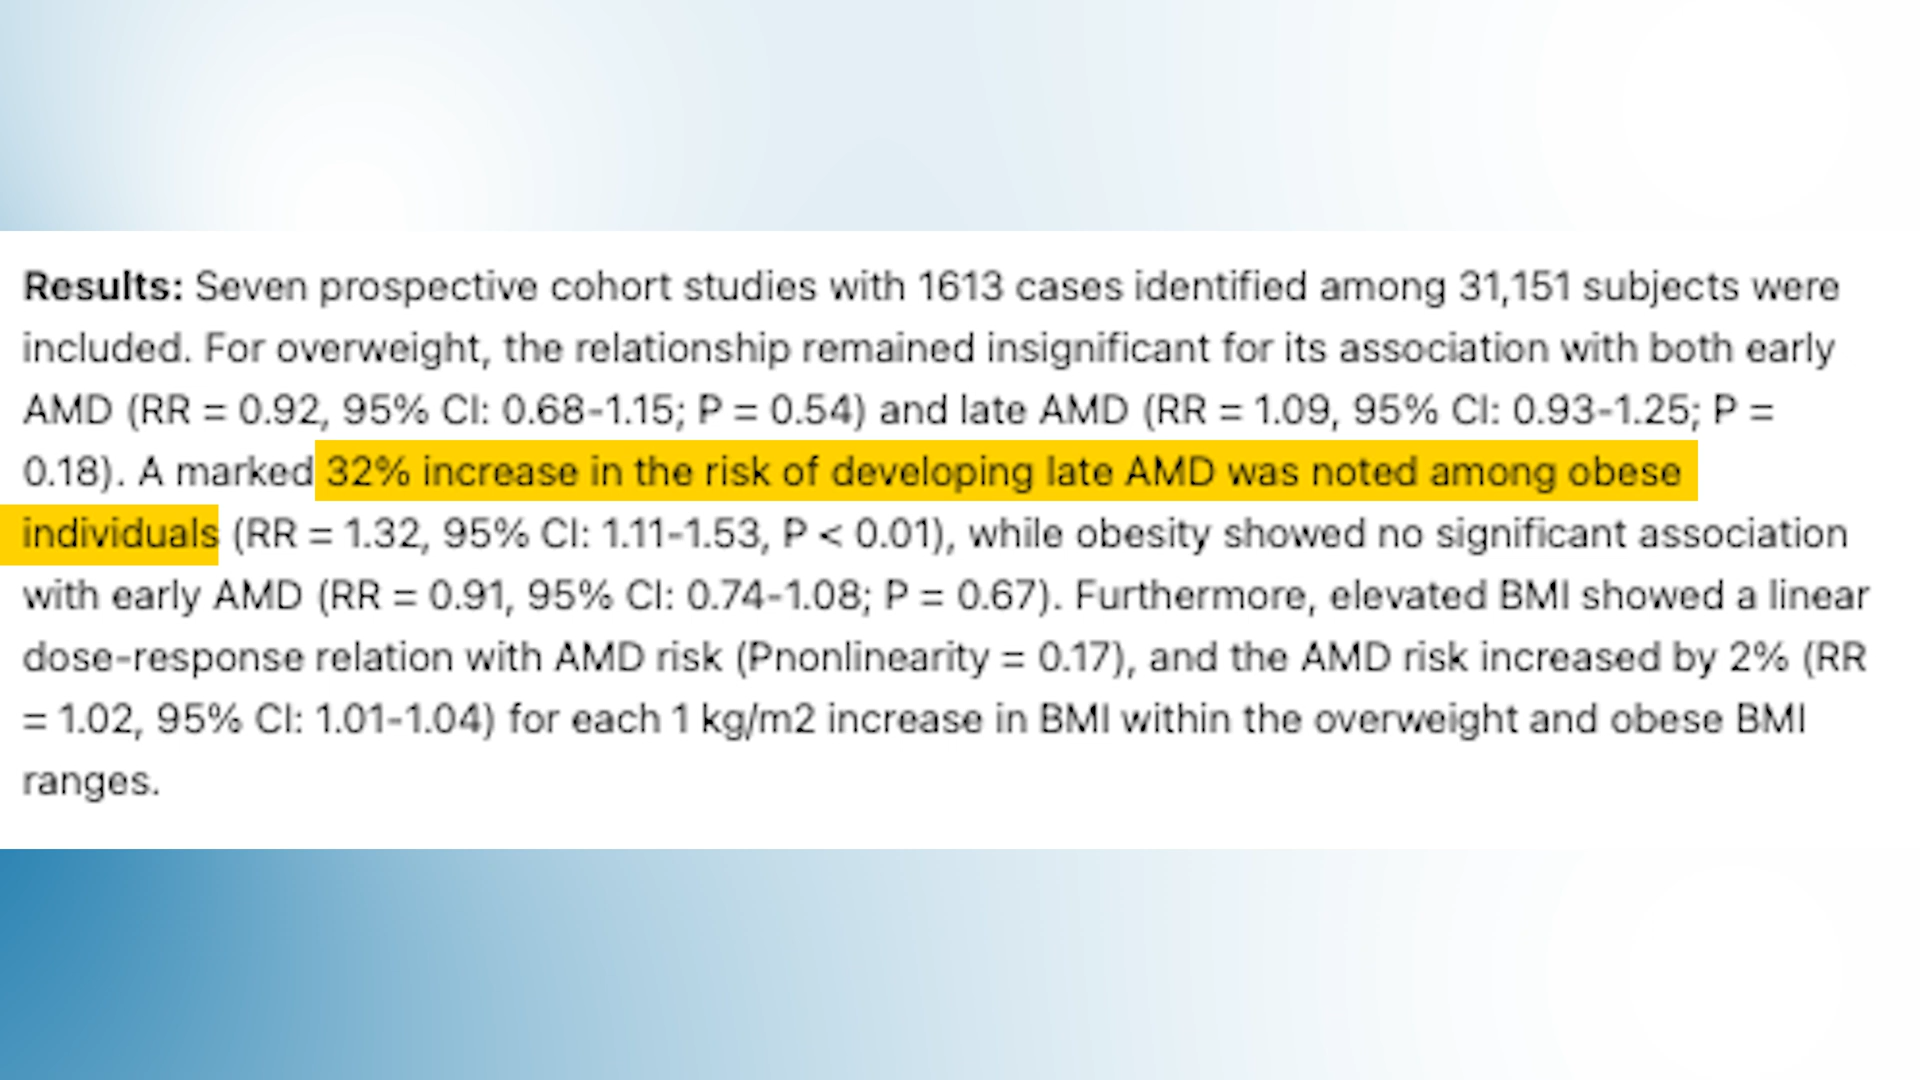 Results: Seven prospective cohort studies with 1613 cases identified among 31,151 subjects were
included. For overweight, the relationship remained insignificant for its association with both early
AMD (RR = 0.92, 95% CI: 0.68-1.15; P = 0.54) and late AMD (RR = 1.09, 95% CI: 0.93-1.25; P =
0.18). A marked 32% increase in the risk of developing late AMD was noted among obese
individuals (RR = 1.32, 95% CI: 1.11-1.53, P < 0.01), while obesity showed no significant association
with early AMD (RR = 0.91, 95% CI: 0.74-1.08; P = 0.67). Furthermore, elevated BMI showed a linear
dose-response relation with AMD risk (Pnonlinearity = 0.17), and the AMD risk increased by 2% (RR
= 1.02, 95% CI: 1.01-1.04) for each 1 kg/m2 increase in BMI within the overweight and obese BMI
ranges.